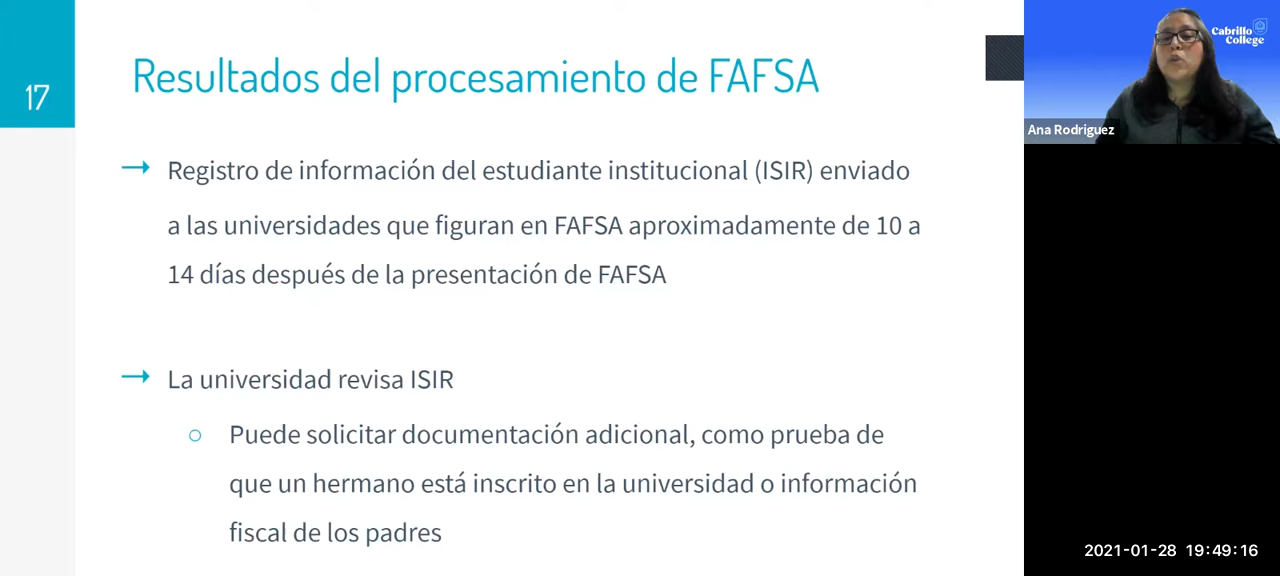 17
Resultados del procesamiento de FAFSA
Registro de información del estudiante institucional (ISIR) enviado
a las universidades que figuran en FAFSA aproximadamente de 10 a
14 días después de la presentación de FAFSA
La universidad revisa ISIR
Puede solicitar documentación adicional, como prueba de
que un hermano está inscrito en la universidad o información
fiscal de los padres
Cabrillo
College
Ana Rodriguez
2021-01-28 19:49:16